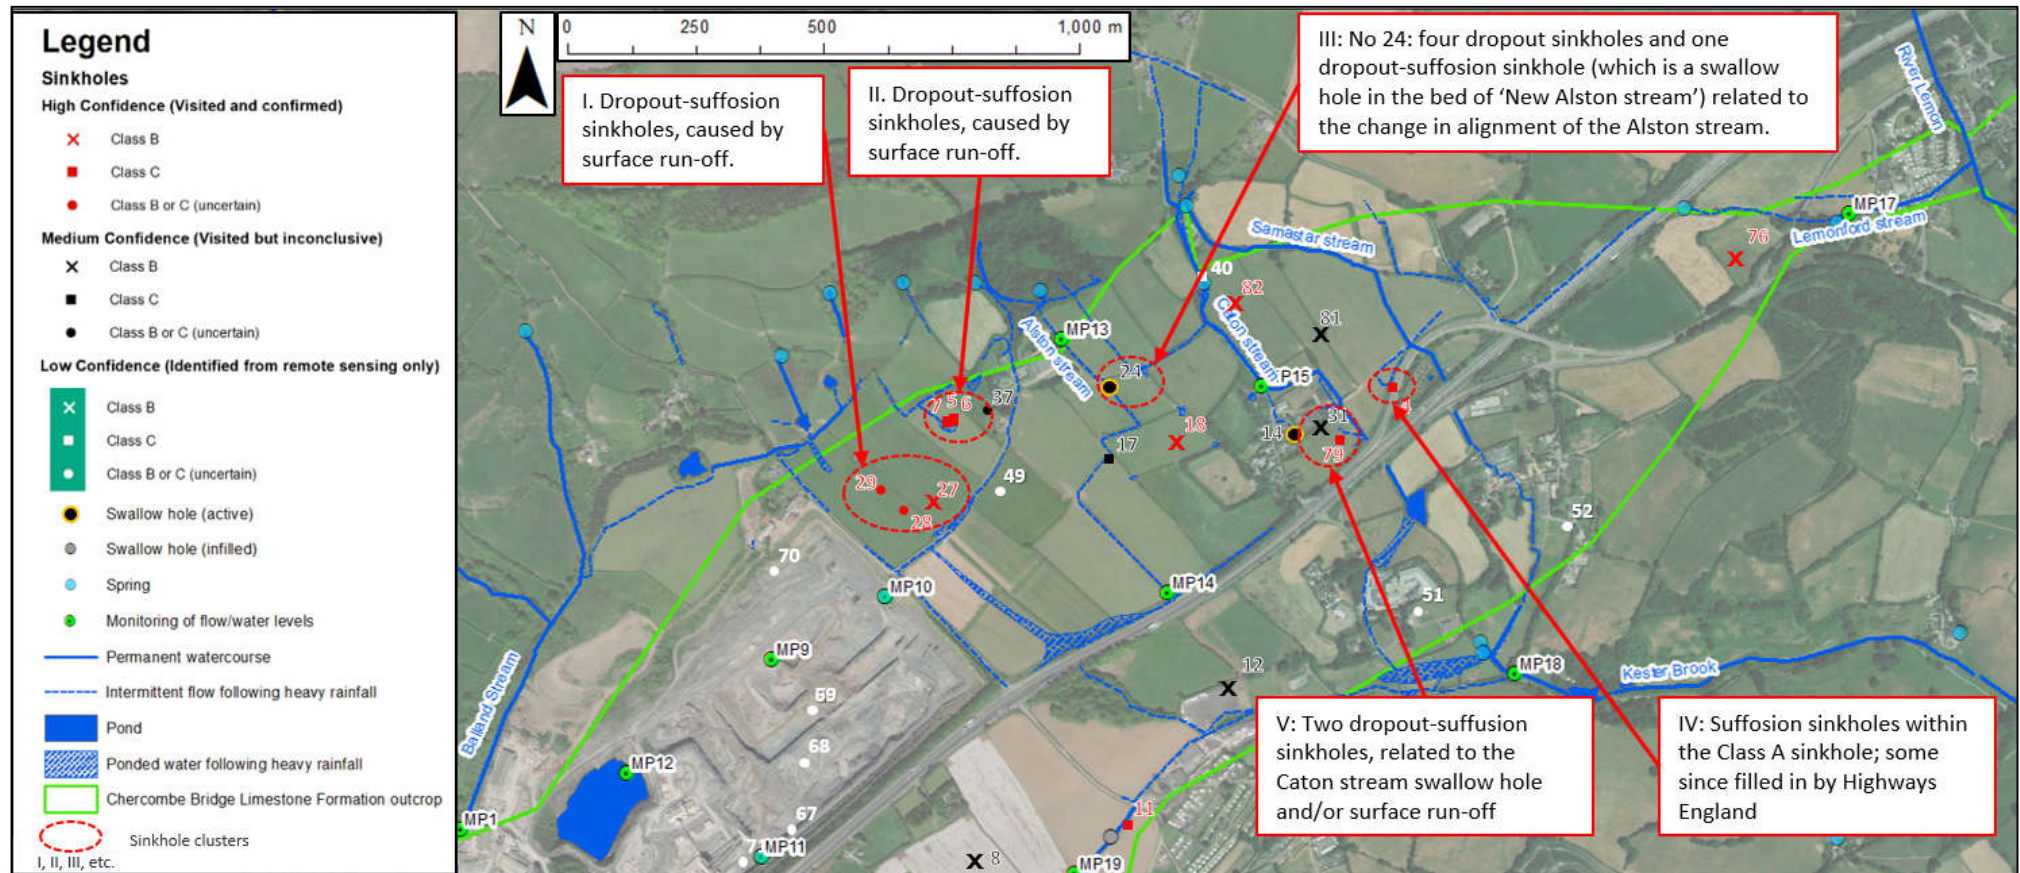 Legend
Sinkholes
High Confidence (Visited and confirmed)
Class B
Class C
Class B or C (uncertain)
Medium Confidence (Visited but inconclusive)
Class B
Class C
Class B or C (uncertain)
Low Confidence (Identified from remote sensing only)
Class B
Class C
Class B or C (uncertain)
Swallow hole (active)
Swallow hole (infilled)
Spring
Monitoring of flow/water levels
Permanent watercourse
Intermittent flow following heavy rainfall
Pond
Ponded water following heavy rainfall
Chercombe Bridge Limestone Formation outcrop
Sinkhole clusters
I, II, III, etc.
N
0 250 500 1,000 m
I. Dropout-suffosion
sinkholes, caused by
surface run-off.
II. Dropout-suffosion
sinkholes, caused by
surface run-off.
III: No 24: four dropout sinkholes and one
dropout-suffosion sinkhole (which is a swallow
hole in the bed of ‘New Alston stream’) related to
the change in alignment of the Alston stream.
River Lemon
MP17
Lemonford stream
76
Samastar stream
40
82
81
Caton stream
MP13
Alston stream
24
P15
4
7 5 6
37
18
14
31
79
17
29
27
28
49
52
70
MP10
MP14
51
MP9
12
MP18
Kester Brook
69
Balland Stream
68
MP12
67
MP1
7
MP11
8
11
MP19
V: Two dropout-suffusion
sinkholes, related to the
Caton stream swallow hole
and/or surface run-off
IV: Suffosion sinkholes within
the Class A sinkhole; some
since filled in by Highways
England